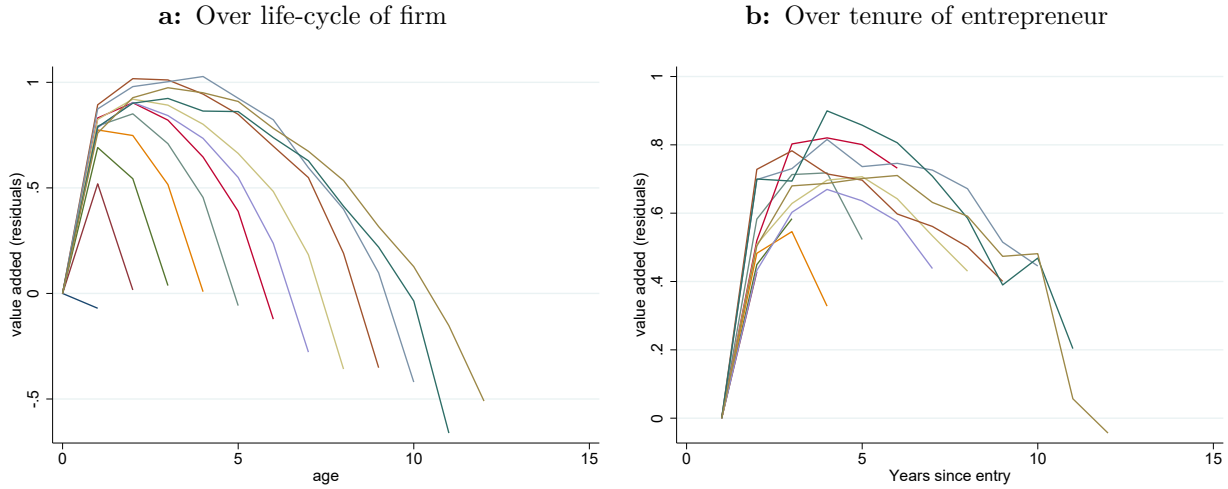 a: Over life-cycle of firm
value added (residuals)
1
.5
0
-.5
0 5 10 15
age
b: Over tenure of entrepreneur
value added (residuals)
1
.8
.6
.4
.2
0
0 5 10 15
Years since entry